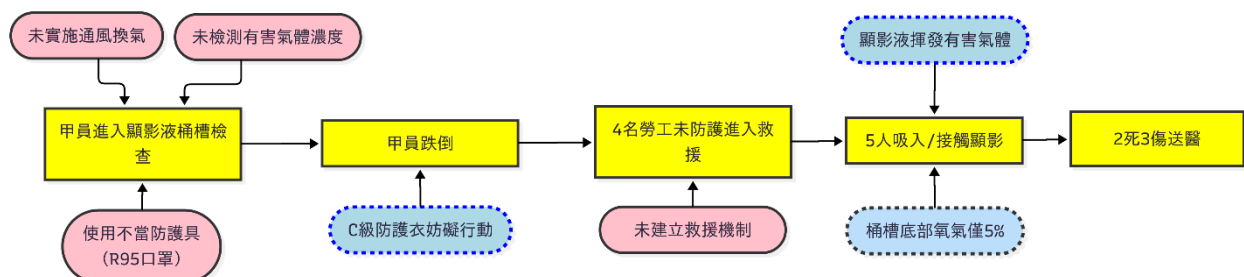 未實施通風換氣
未檢測有害氣體濃度
顯影液揮發有害氣體
甲員進入顯影液桶槽檢
查
甲員跌倒
4名勞工未防護進入救
援
5人吸入/接觸顯影
2死3傷送醫
使用不當防護具
（R95口罩）
C級防護衣妨礙行動
未建立救援機制
桶槽底部氧氣僅5%